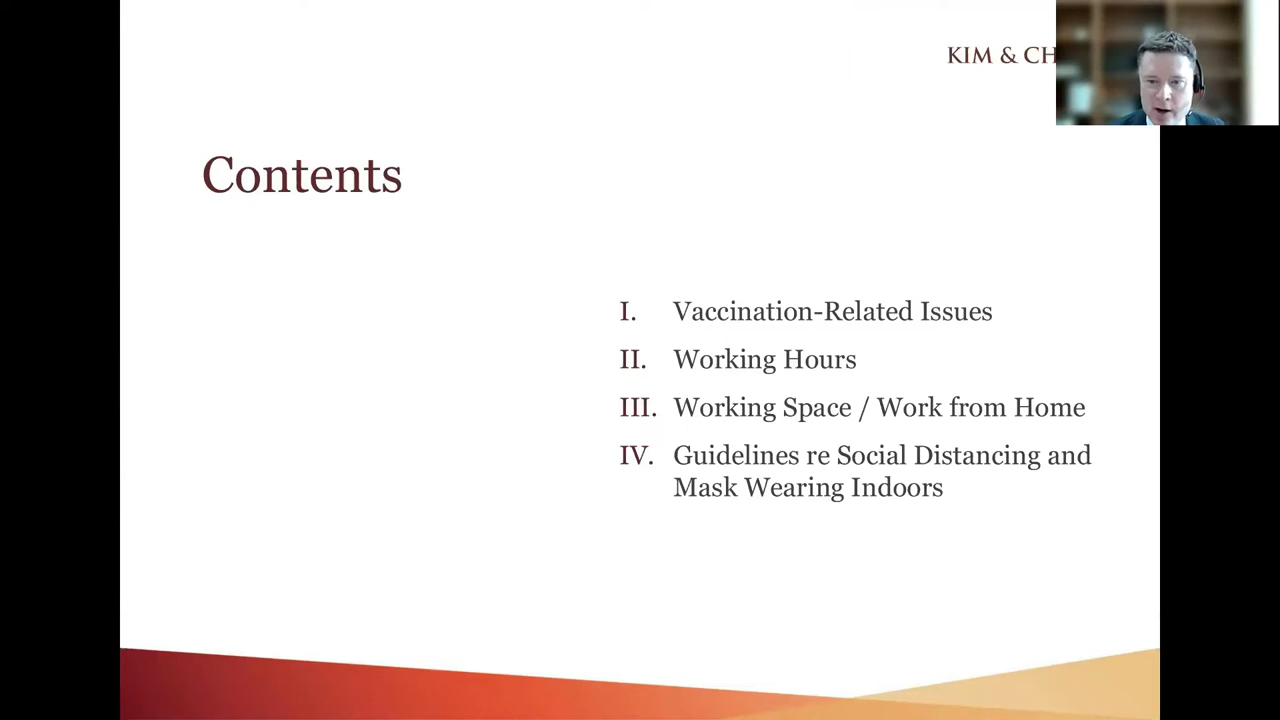 KIM & CH
Contents
I. Vaccination-Related Issues
II. Working Hours
III. Working Space / Work from Home
IV. Guidelines re Social Distancing and
Mask Wearing Indoors